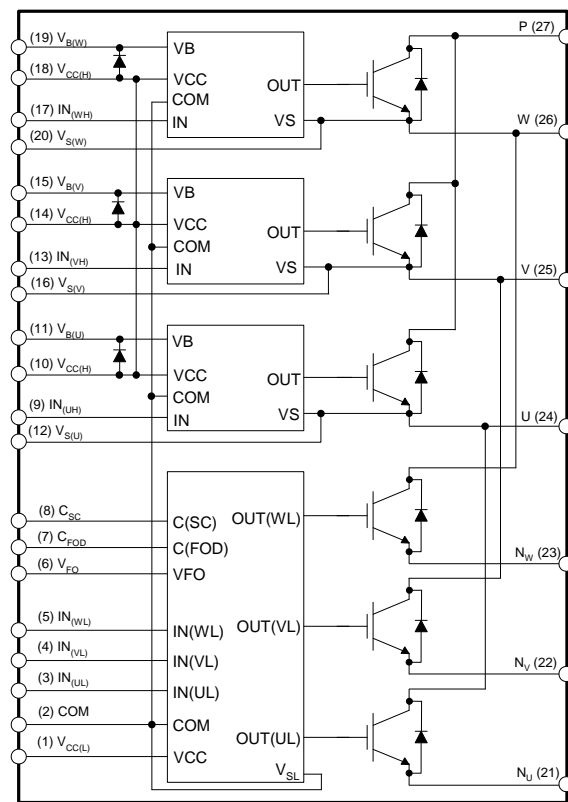 (19) VB(W)
VB
P (27)
(18) VCC(H)
VCC
OUT
COM
(17) IN(WH)
IN
VS
W (26)
(20) VS(W)
(15) VB(V)
VB
(14) VCC(H)
VCC
OUT
COM
(13) IN(VH)
IN
VS
V (25)
(16) VS(V)
(11) VB(U)
VB
(10) VCC(H)
VCC
OUT
COM
(9) IN(UH)
IN
VS
U (24)
(12) VS(U)
(8) CSC
C(SC)
OUT(WL)
(7) CFOD
C(FOD)
(6) VFO
VFO
NW (23)
(5) IN(WL)
IN(WL)
OUT(VL)
(4) IN(VL)
IN(VL)
NV (22)
(3) IN(UL)
IN(UL)
(2) COM
COM
OUT(UL)
(1) VCC(L)
VCC
VSL
NU (21)